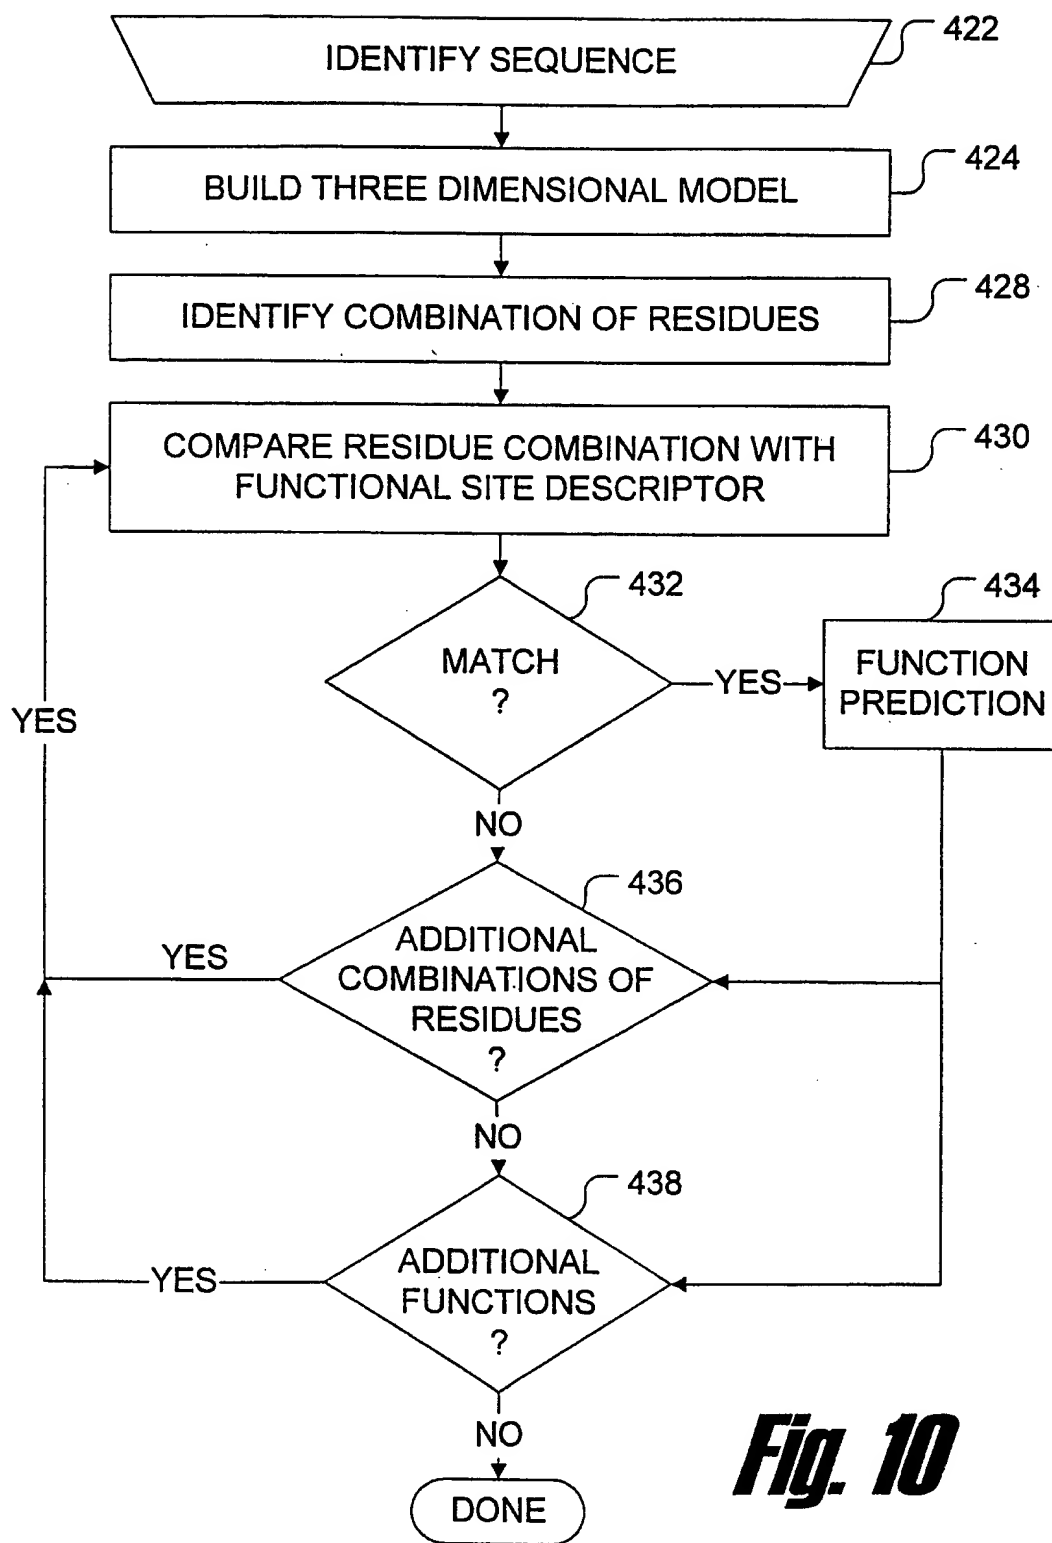 IDENTIFY SEQUENCE
422
BUILD THREE DIMENSIONAL MODEL
424
IDENTIFY COMBINATION OF RESIDUES
428
COMPARE RESIDUE COMBINATION WITH
FUNCTIONAL SITE DESCRIPTOR
430
432
MATCH
?
YES
434
FUNCTION
PREDICTION
YES
NO
436
ADDITIONAL
COMBINATIONS OF
RESIDUES
?
YES
NO
438
ADDITIONAL
FUNCTIONS
?
YES
NO
DONE
Fig. 10